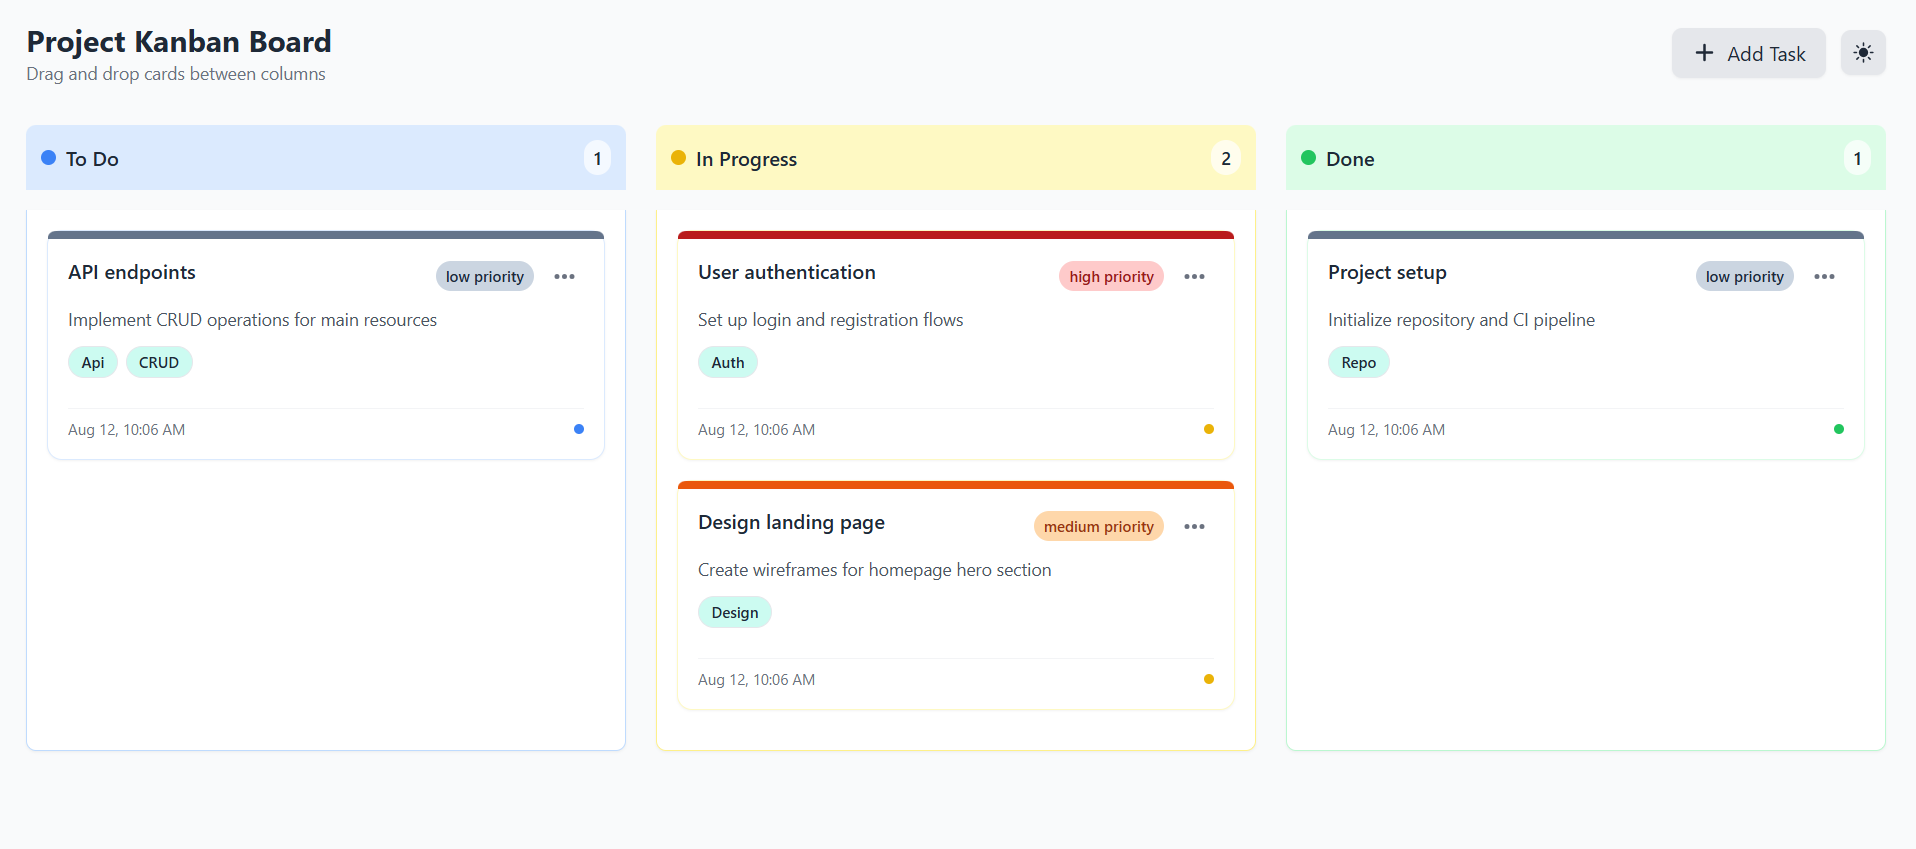 Project Kanban Board
Drag and drop cards between columns
Add Task
To Do
1
API endpoints
low priority
Implement CRUD operations for main resources
Api
CRUD
Aug 12, 10:06 AM
In Progress
2
User authentication
high priority
Set up login and registration flows
Auth
Aug 12, 10:06 AM
Design landing page
medium priority
Create wireframes for homepage hero section
Design
Aug 12, 10:06 AM
Done
1
Project setup
low priority
Initialize repository and CI pipeline
Repo
Aug 12, 10:06 AM